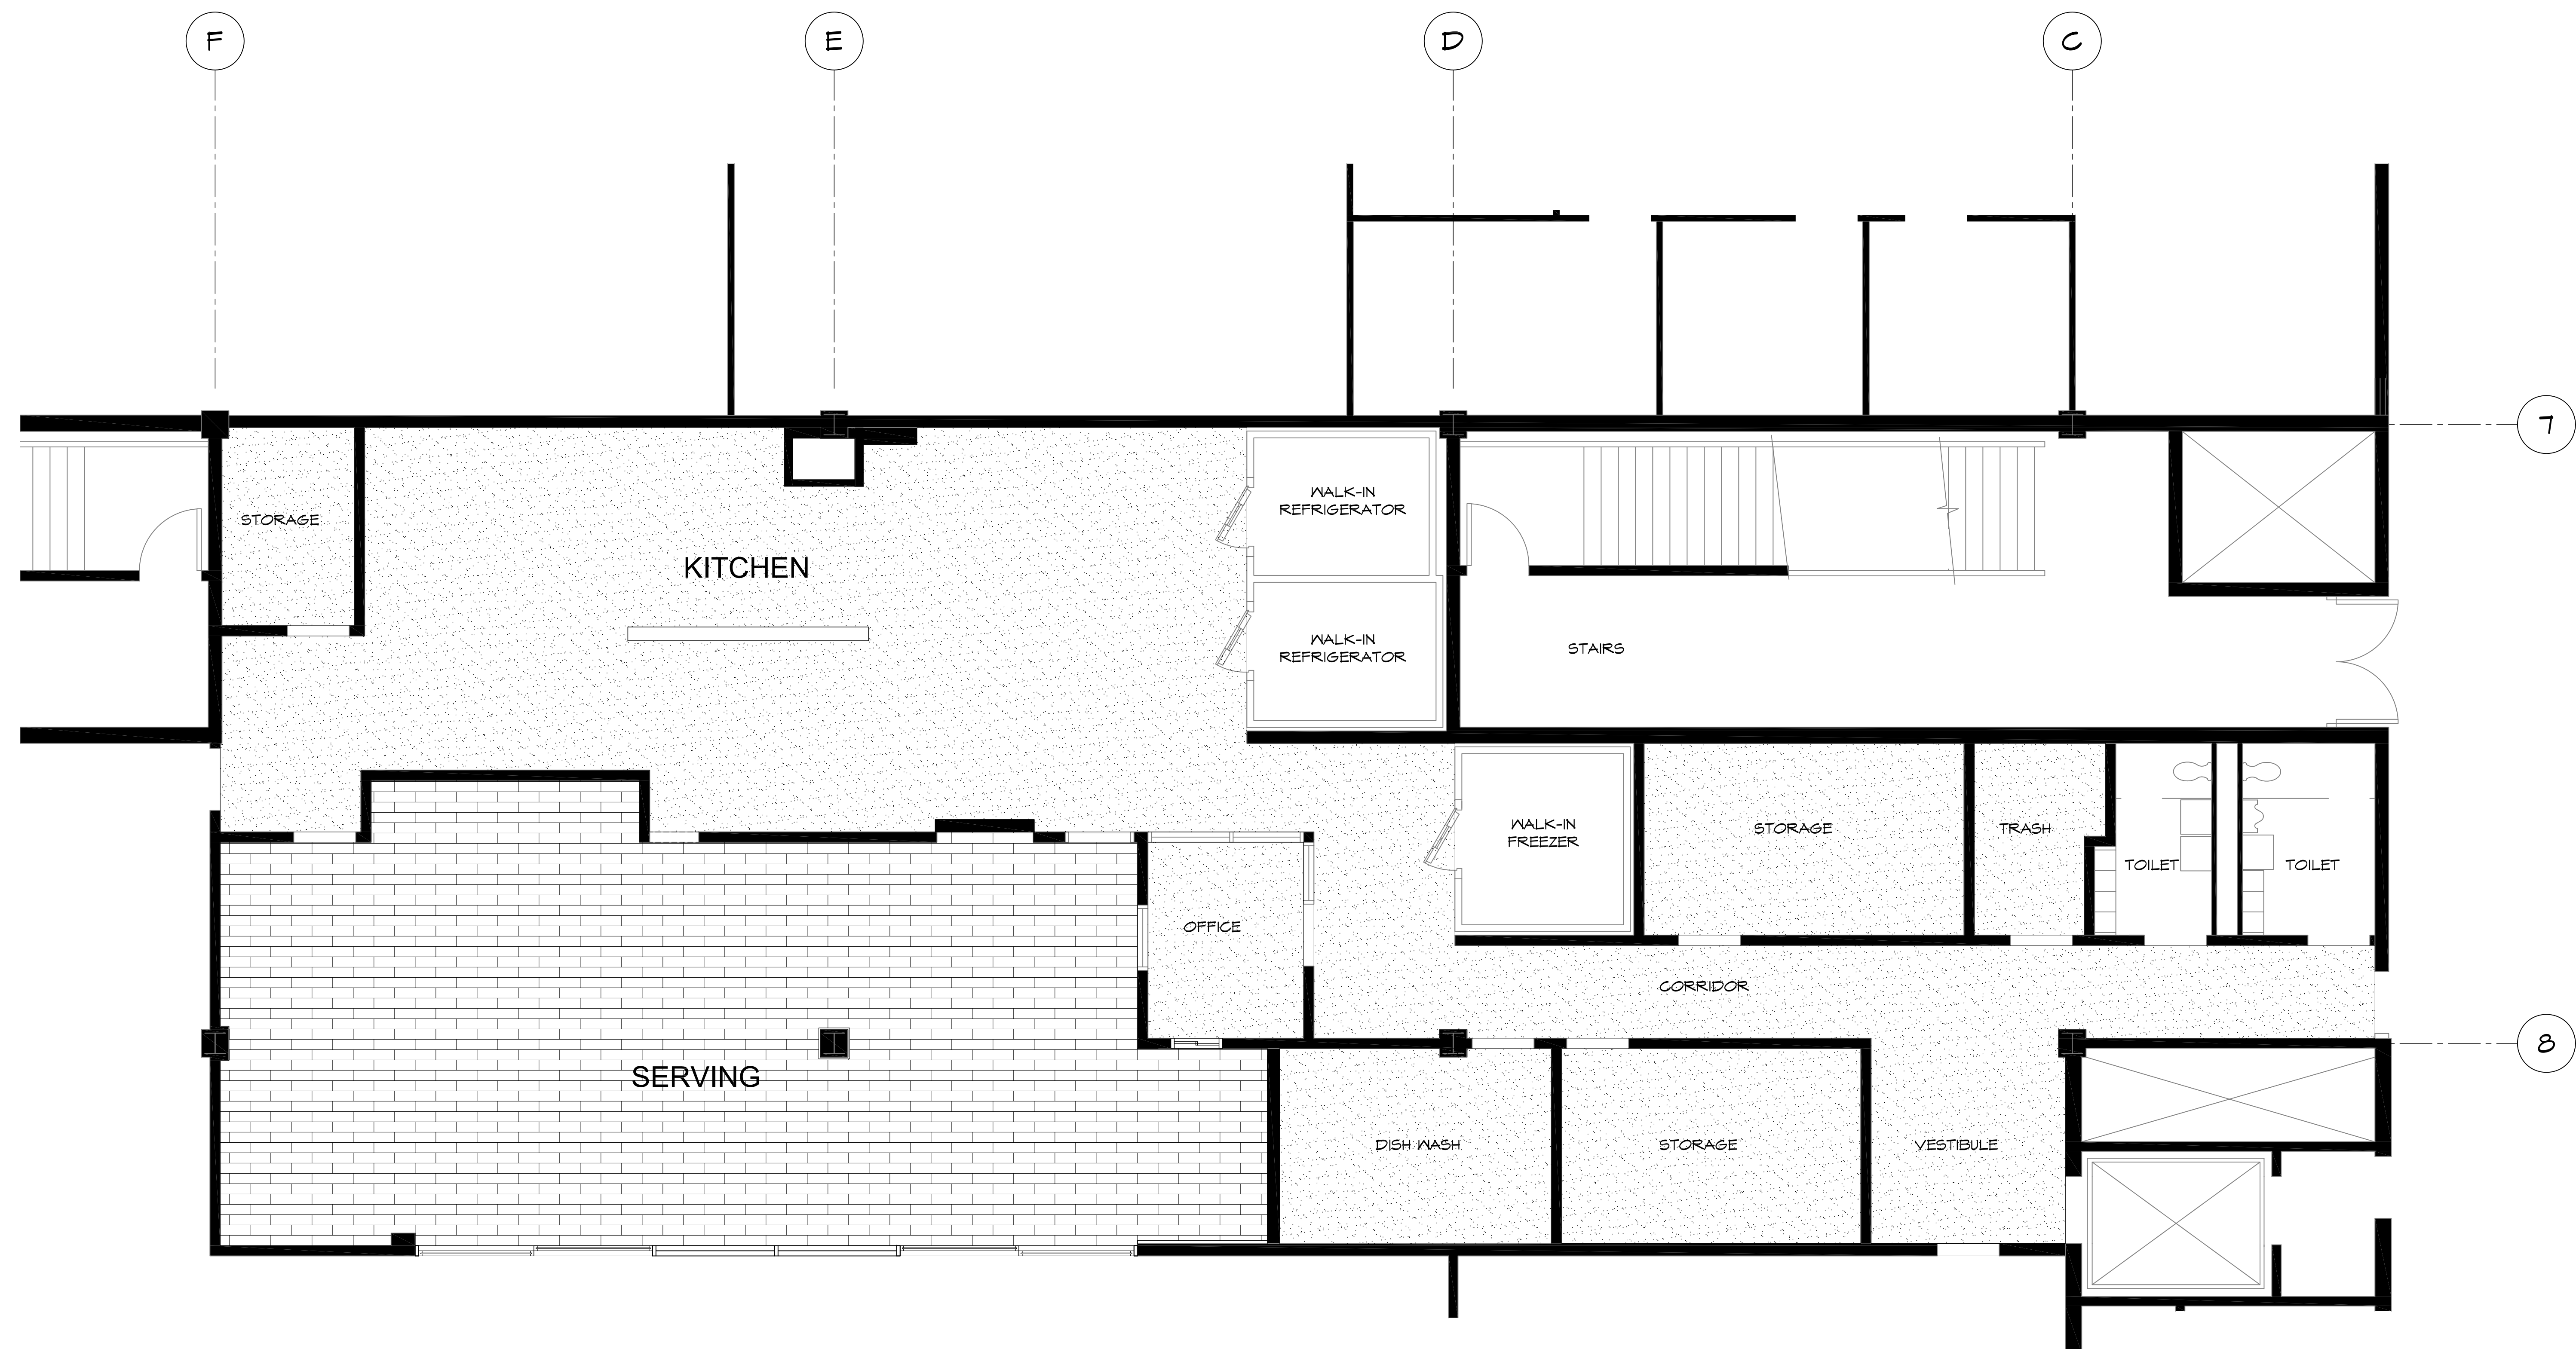 F
E
D
C
7
WALK-IN
REFRIGERATOR
STORAGE
KITCHEN
WALK-IN
REFRIGERATOR
STAIRS
WALK-IN
FREEZER
STORAGE
TRASH
TOILET
TOILET
OFFICE
CORRIDOR
8
SERVING
DISH WASH
STORAGE
VESTIBULE